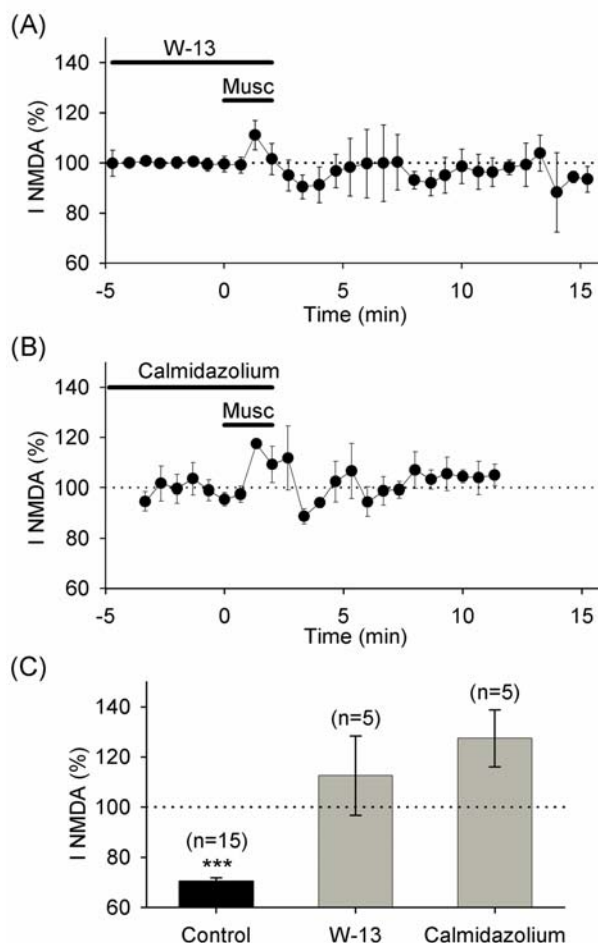 (A)
W-13
Musc
140
120
100
80
60
I NMDA (%)
-5 0 5 10 15
Time (min)
(B)
Calmidazolium
Musc
140
120
100
80
60
I NMDA (%)
-5 0 5 10 15
Time (min)
(C)
140
120
100
80
60
I NMDA (%)
(n=15)
***
(n=5)
(n=5)
Control W-13 Calmidazolium